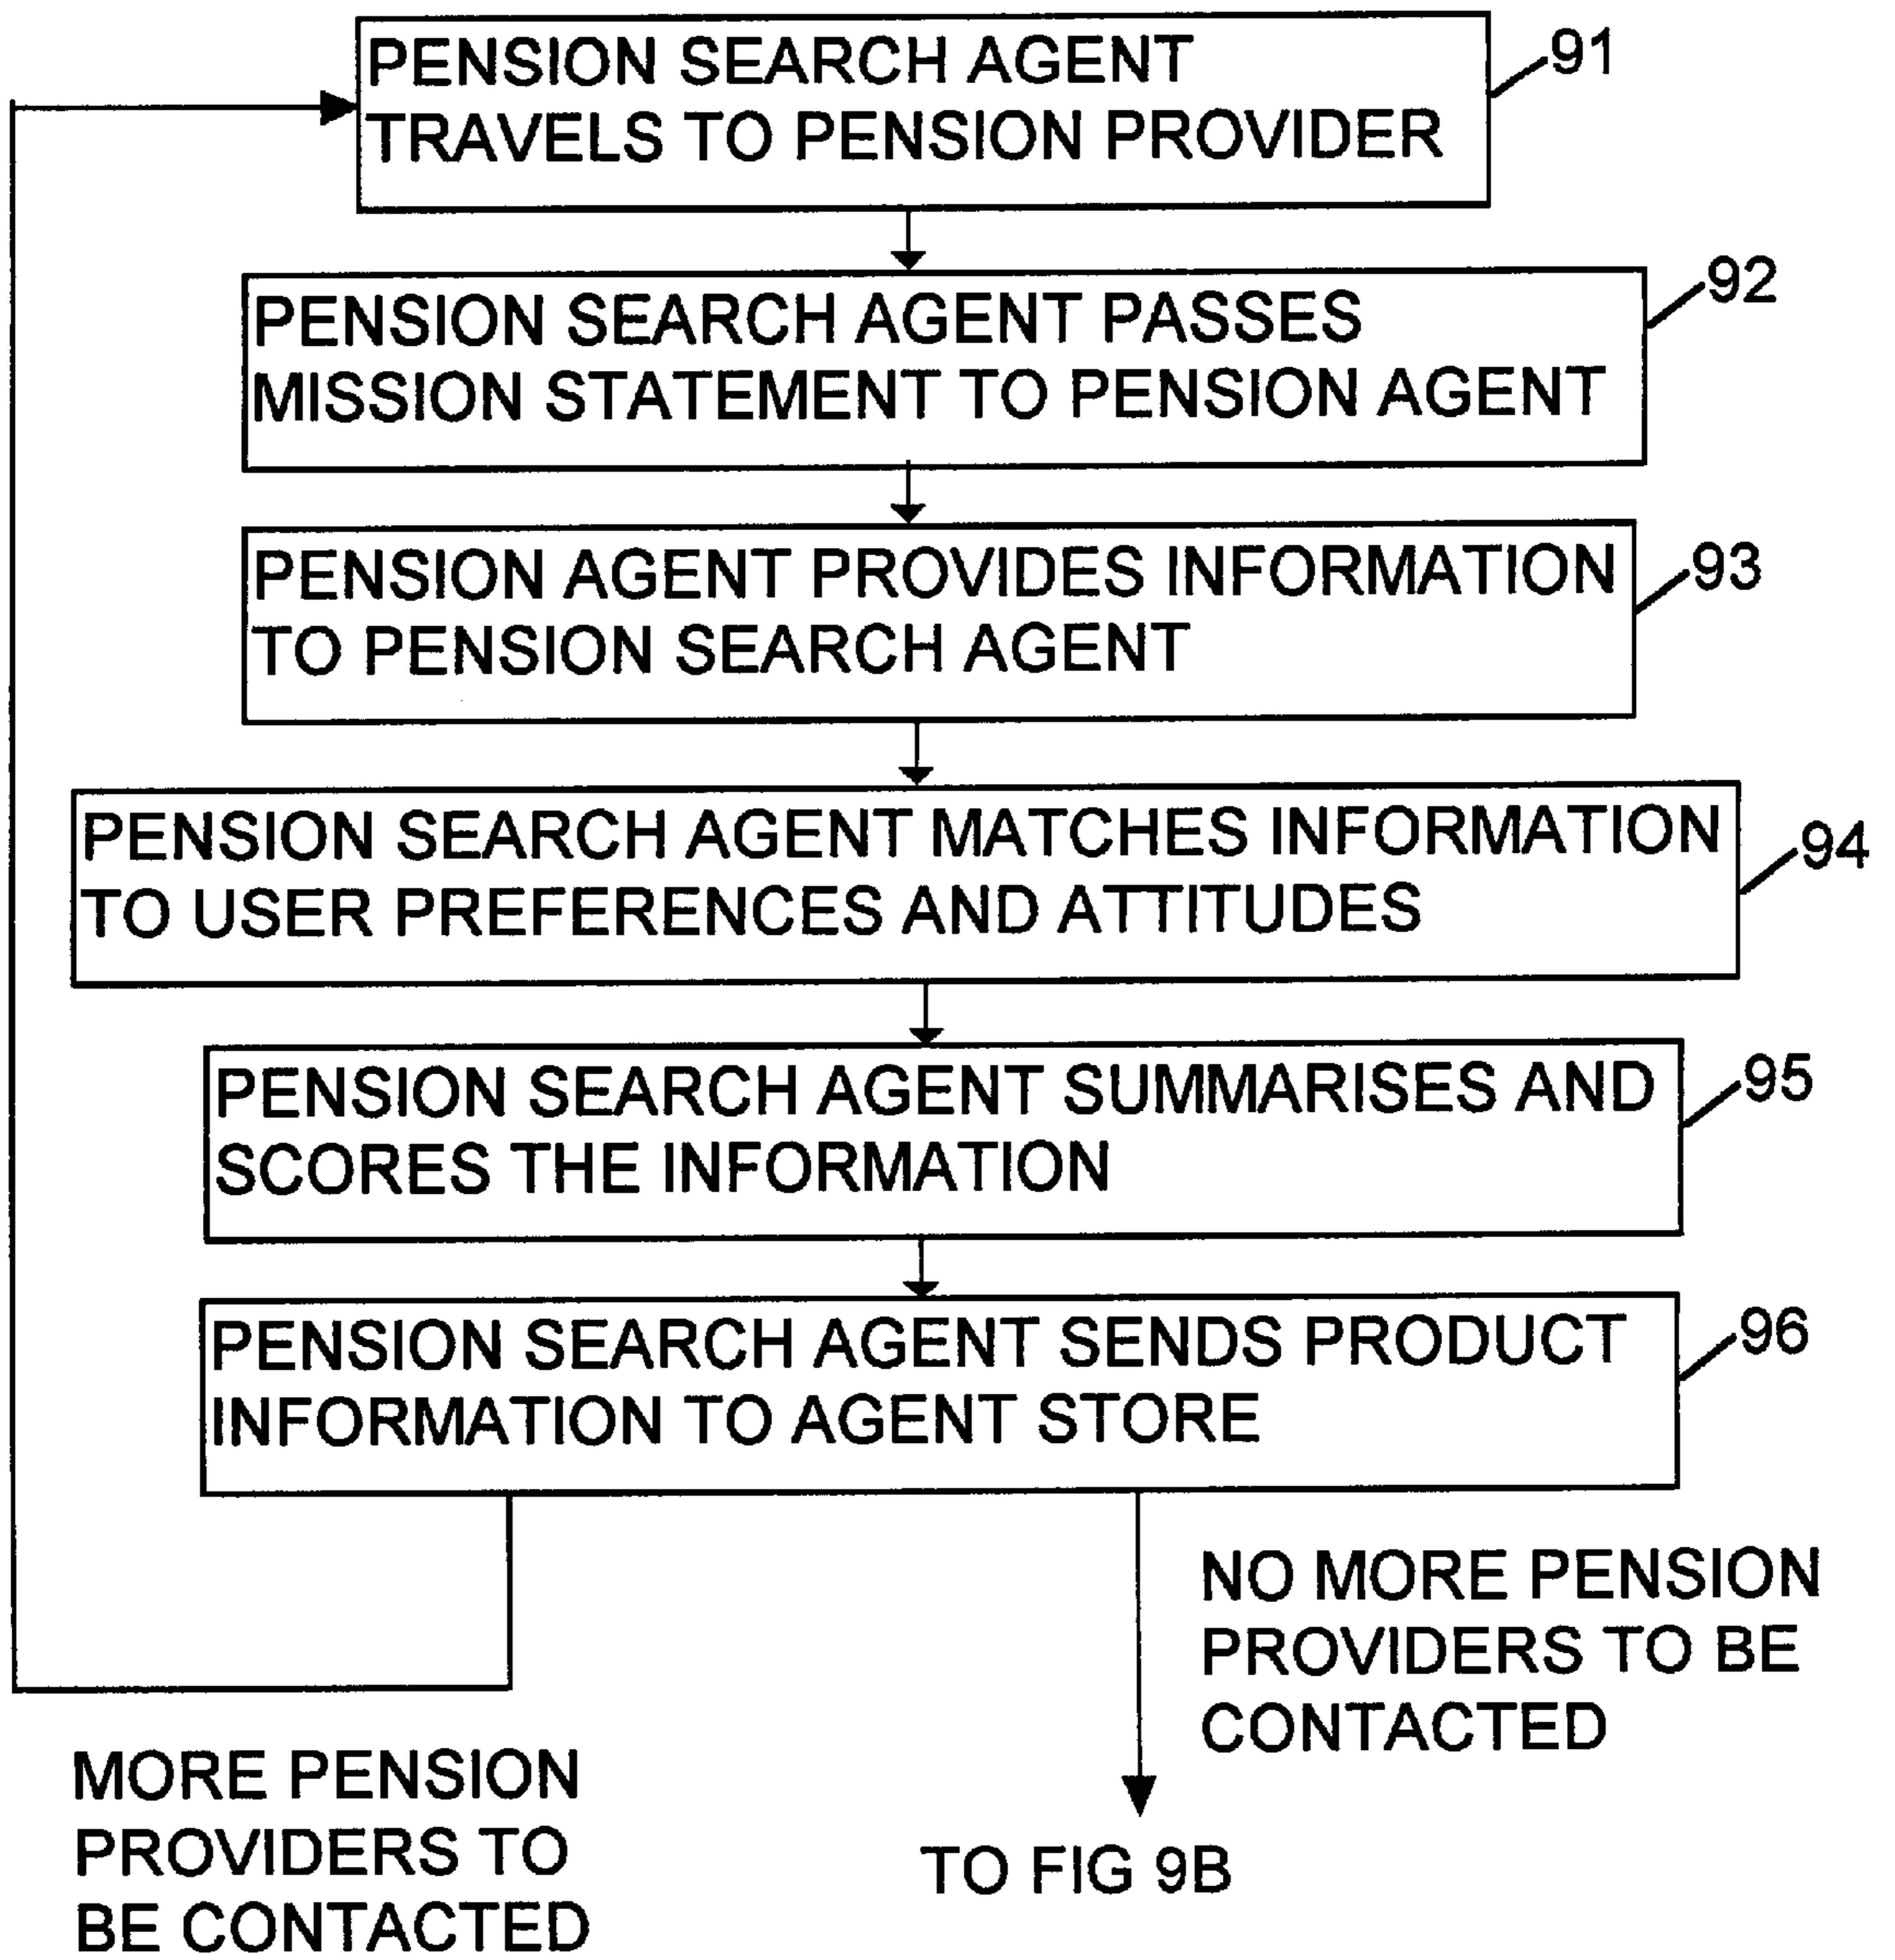 PENSION SEARCH AGENT
TRAVELS TO PENSION PROVIDER
91
PENSION SEARCH AGENT PASSES
MISSION STATEMENT TO PENSION AGENT
92
PENSION AGENT PROVIDES INFORMATION
TO PENSION SEARCH AGENT
93
PENSION SEARCH AGENT MATCHES INFORMATION
TO USER PREFERENCES AND ATTITUDES
94
PENSION SEARCH AGENT SUMMARISES AND
SCORES THE INFORMATION
95
PENSION SEARCH AGENT SENDS PRODUCT
INFORMATION TO AGENT STORE
96
NO MORE PENSION
PROVIDERS TO BE
CONTACTED
MORE PENSION
PROVIDERS TO
BE CONTACTED
TO FIG 9B